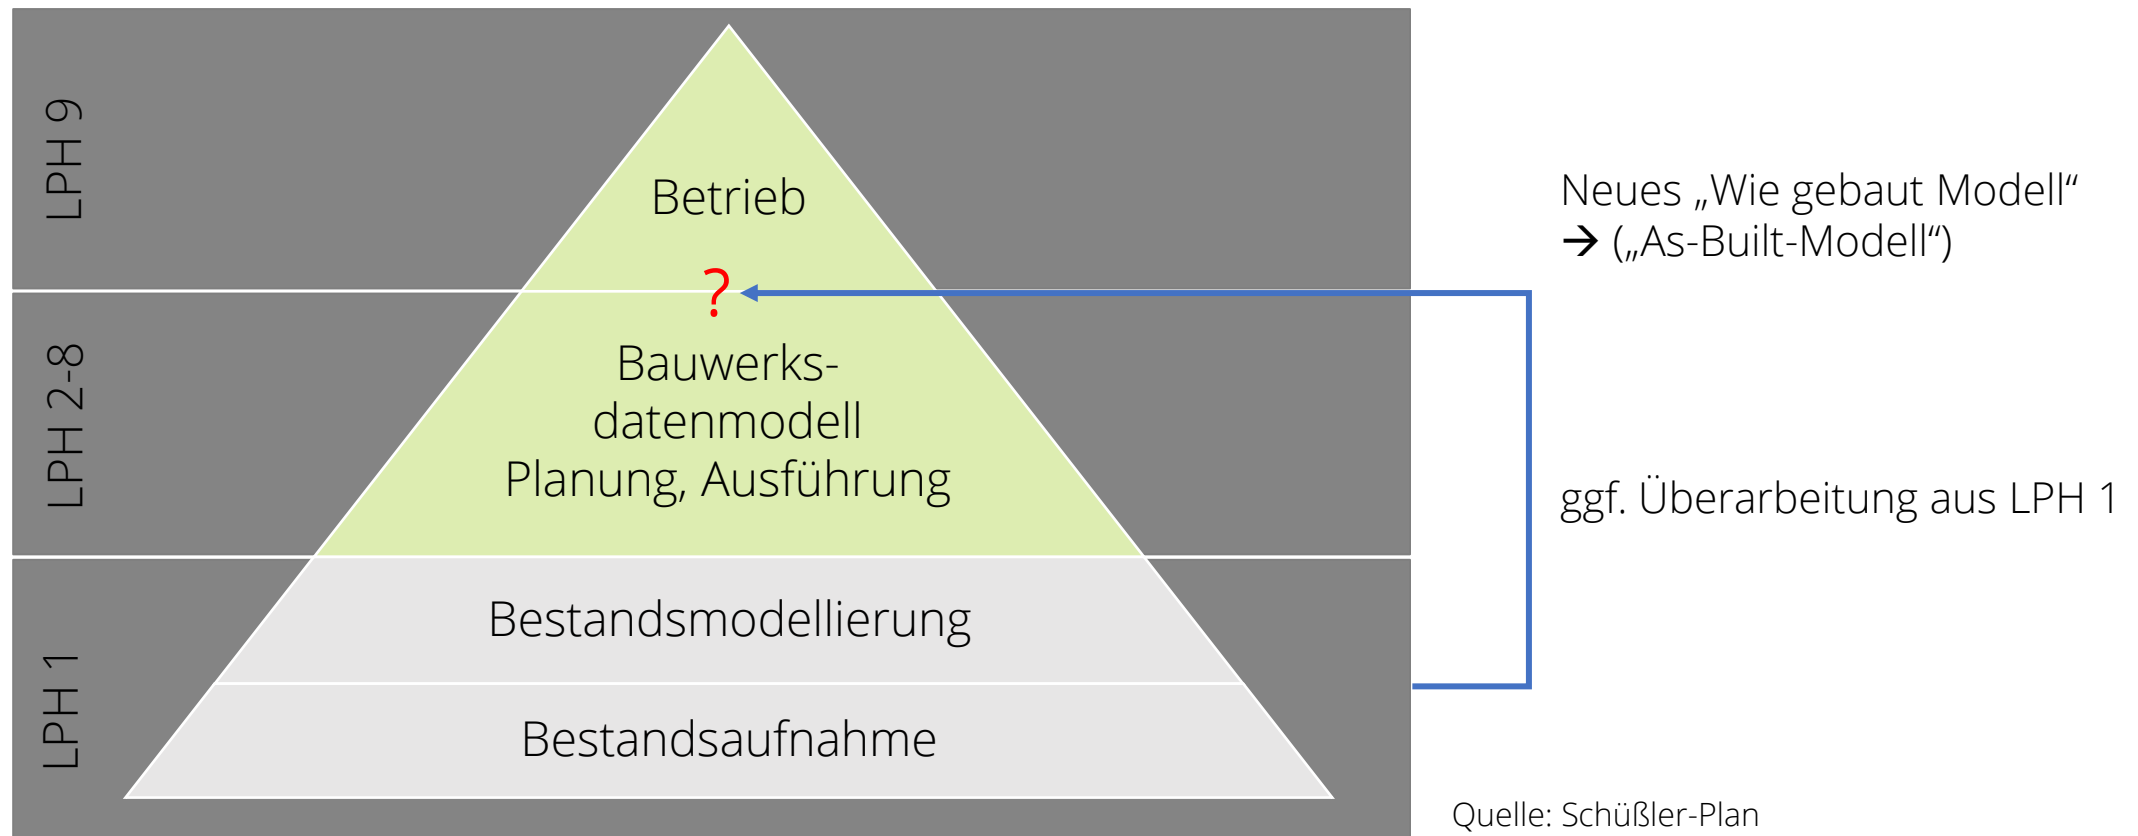 LPH 9
Betrieb
?
Neues „Wie gebaut Modell“
→ („As-Built-Modell“)
LPH 2-8
Bauwerks-
datenmodell
Planung, Ausführung
ggf. Überarbeitung aus LPH 1
LPH 1
Bestandsmodellierung
Bestandsaufnahme
Quelle: Schüßler-Plan